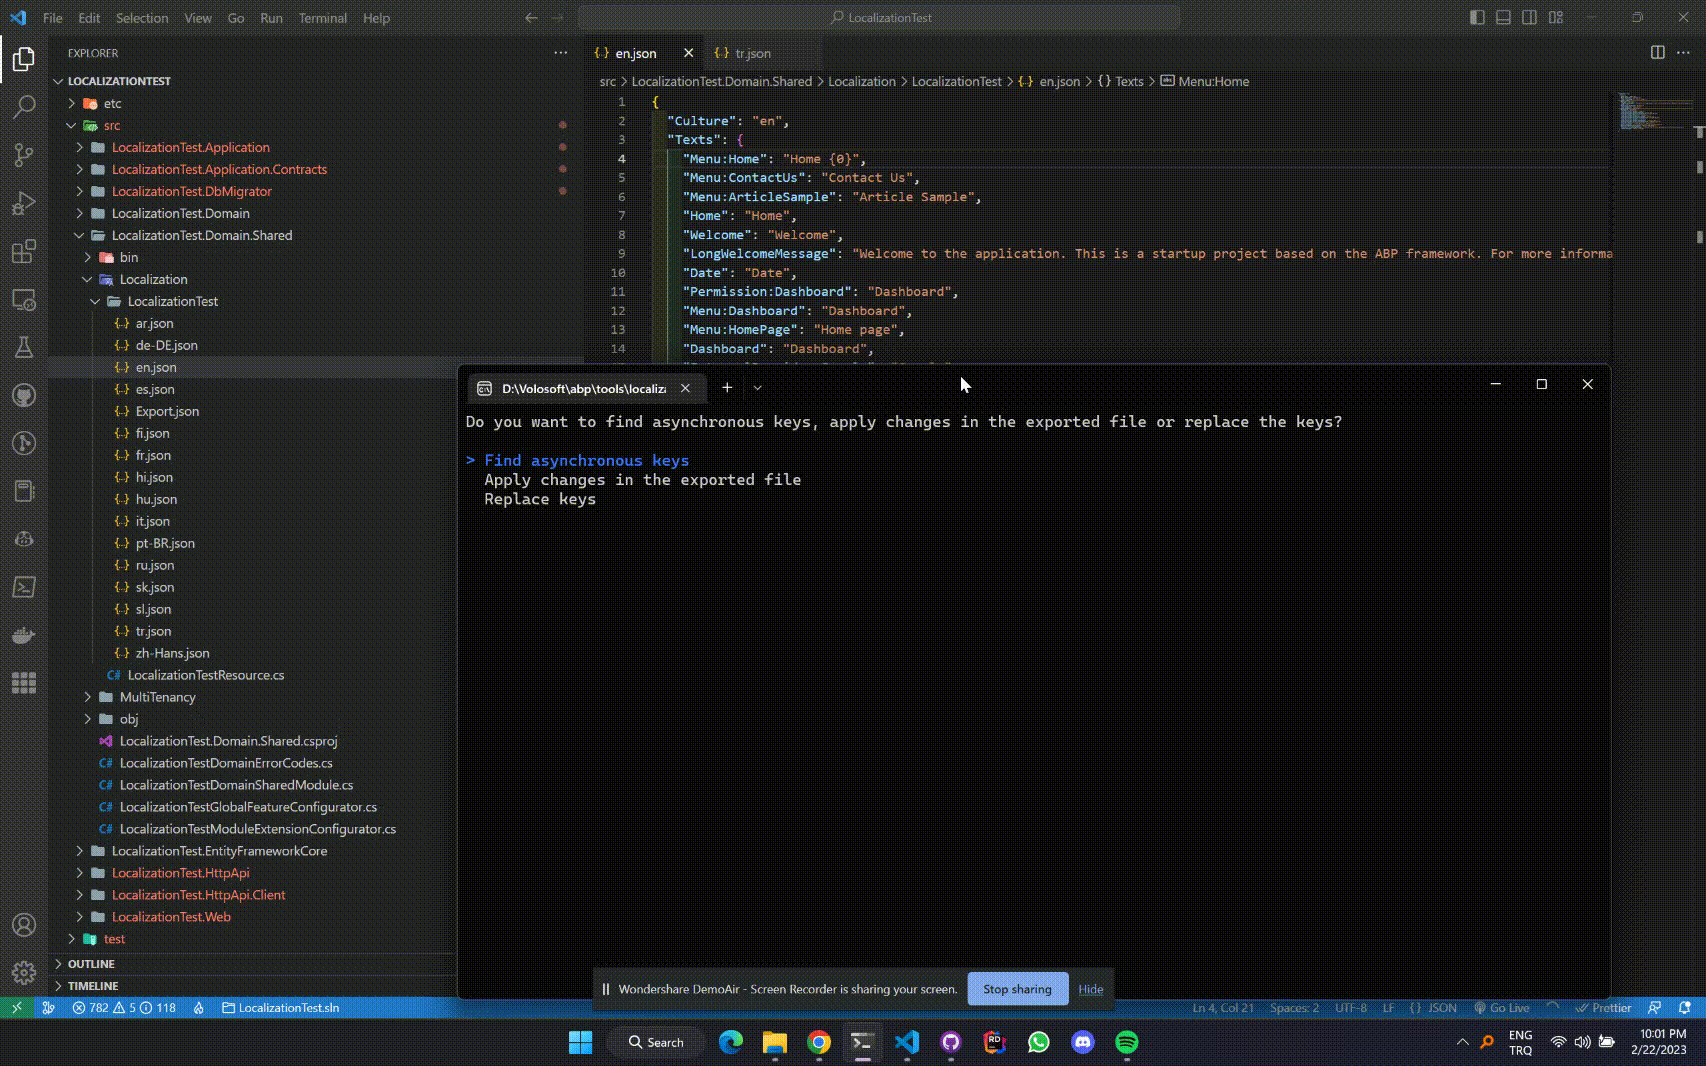 File Edit Selection View Go Run Terminal Help
LocalizationTest
EXPLORER
LOCALIZATIONTEST
etc
src
LocalizationTest.Application
LocalizationTest.Application.Contracts
LocalizationTest.DbMigrator
LocalizationTest.Domain
LocalizationTest.Domain.Shared
bin
Localization
LocalizationTest
{..} ar.json
{..} de-DE.json
{..} en.json
{..} es.json
{..} Export.json
{..} fi.json
{..} fr.json
{..} hi.json
{..} hu.json
{..} it.json
{..} pt-BR.json
{..} ru.json
{..} sk.json
{..} sl.json
{..} tr.json
{..} zh-Hans.json
C# LocalizationTestResource.cs
MultiTenancy
obj
LocalizationTest.Domain.Shared.csproj
C# LocalizationTestDomainErrorCodes.cs
C# LocalizationTestDomainSharedModule.cs
C# LocalizationTestGlobalFeatureConfigurator.cs
C# LocalizationTestModuleExtensionConfigurator.cs
LocalizationTest.EntityFrameworkCore
LocalizationTest.HttpApi
LocalizationTest.HttpApi.Client
LocalizationTest.Web
test
OUTLINE
TIMELINE
{..} en.json {..} tr.json
src > LocalizationTest.Domain.Shared > Localization > LocalizationTest > {..} en.json > {} Texts > Menu:Home
1 {
2 "Culture": "en",
3 "Texts": {
4 "Menu:Home": "Home {0}",
5 "Menu:ContactUs": "Contact Us",
6 "Menu:ArticleSample": "Article Sample",
7 "Home": "Home",
8 "Welcome": "Welcome",
9 "LongWelcomeMessage": "Welcome to the application. This is a startup project based on the ABP framework. For more informa
10 "Date": "Date",
11 "Permission:Dashboard": "Dashboard",
12 "Menu:Dashboard": "Dashboard",
13 "Menu:HomePage": "Home page",
14 "Dashboard": "Dashboard",
D:\Volosoft\abp\tools\localiza
Do you want to find asynchronous keys, apply changes in the exported file or replace the keys?
> Find asynchronous keys
Apply changes in the exported file
Replace keys
Wondershare DemoAir - Screen Recorder is sharing your screen. Stop sharing Hide
782 5 118 LocalizationTest.sln Ln 4, Col 21 Spaces: 2 UTF-8 LF {} JSON Go Live Prettier
Search
RD
ENG
TRQ
10:01 PM
2/22/2023